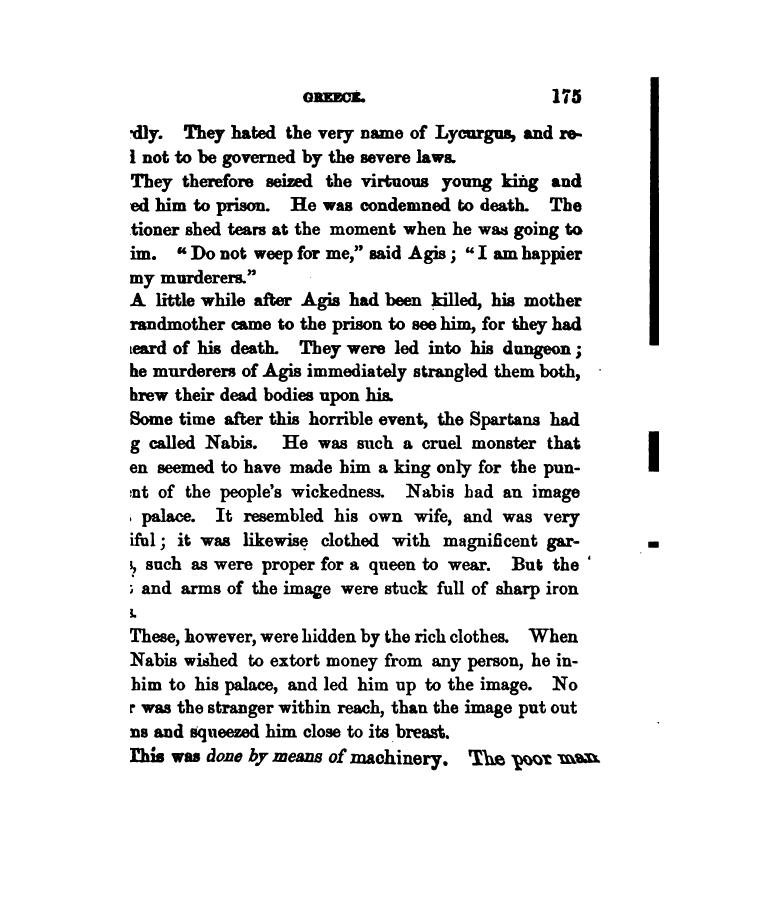 GREECE. 175
dly. They hated the very name of Lycurgus, and re-
l not to be governed by the severe laws.
They therefore seized the virtuous young king and
ed him to prison. He was condemned to death. The
tioner shed tears at the moment when he was going to
im. “Do not weep for me,” said Agis; “I am happier
my murderers.”
A little while after Agis had been killed, his mother
randmother came to the prison to see him, for they had
eard of his death. They were led into his dungeon;
he murderers of Agis immediately strangled them both,
hrew their dead bodies upon his.
Some time after this horrible event, the Spartans had
g called Nabis. He was such a cruel monster that
en seemed to have made him a king only for the pun-
nt of the people's wickedness. Nabis had an image
palace. It resembled his own wife, and was very
iful; it was likewise clothed with magnificent gar-
, such as were proper for a queen to wear. But the
and arms of the image were stuck full of sharp iron
These, however, were hidden by the rich clothes. When
Nabis wished to extort money from any person, he in-
him to his palace, and led him up to the image. No
r was the stranger within reach, than the image put out
ns and squeezed him close to its breast.
This was done by means of machinery. The poor man